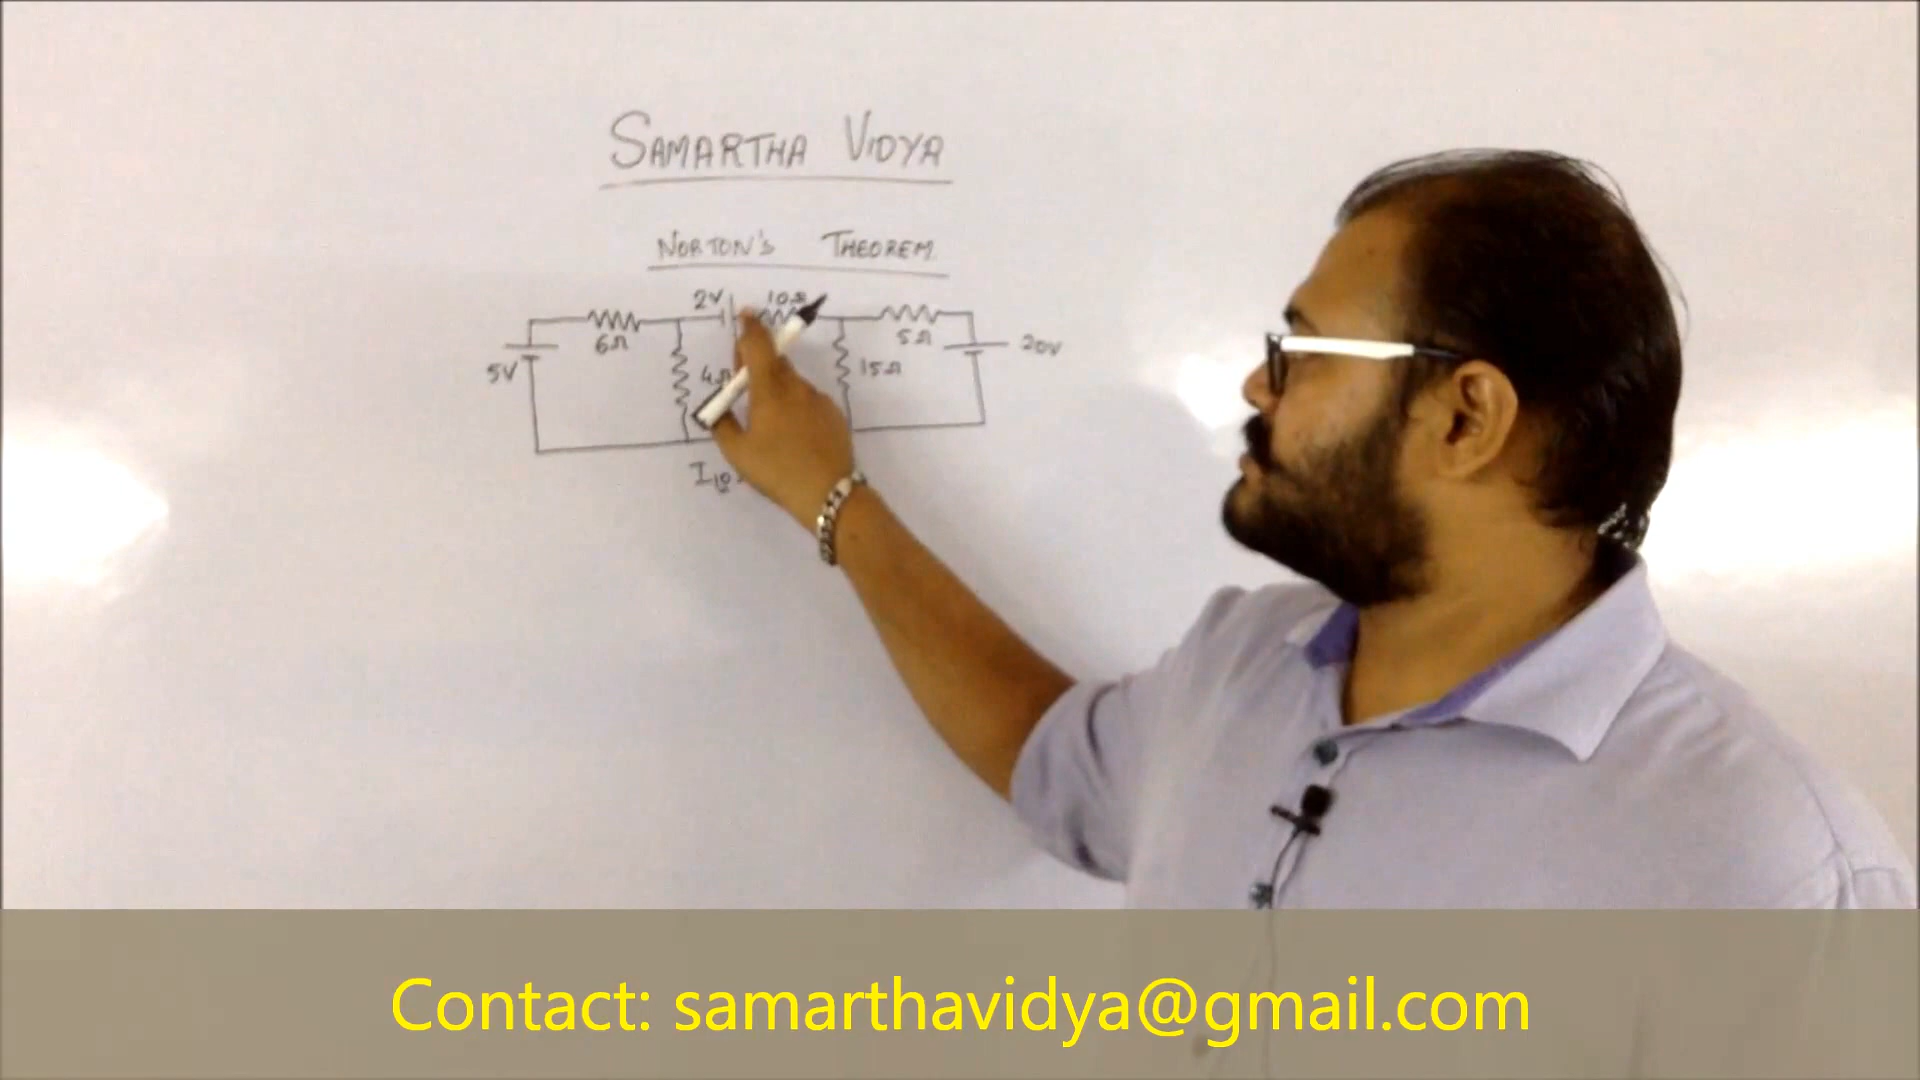 SAMARTHA VIDYA
NORTON'S THEOREM
2V 10Ω
6Ω 5Ω 20V
5V 4Ω 15Ω
I10
Contact: samarthavidya@gmail.com